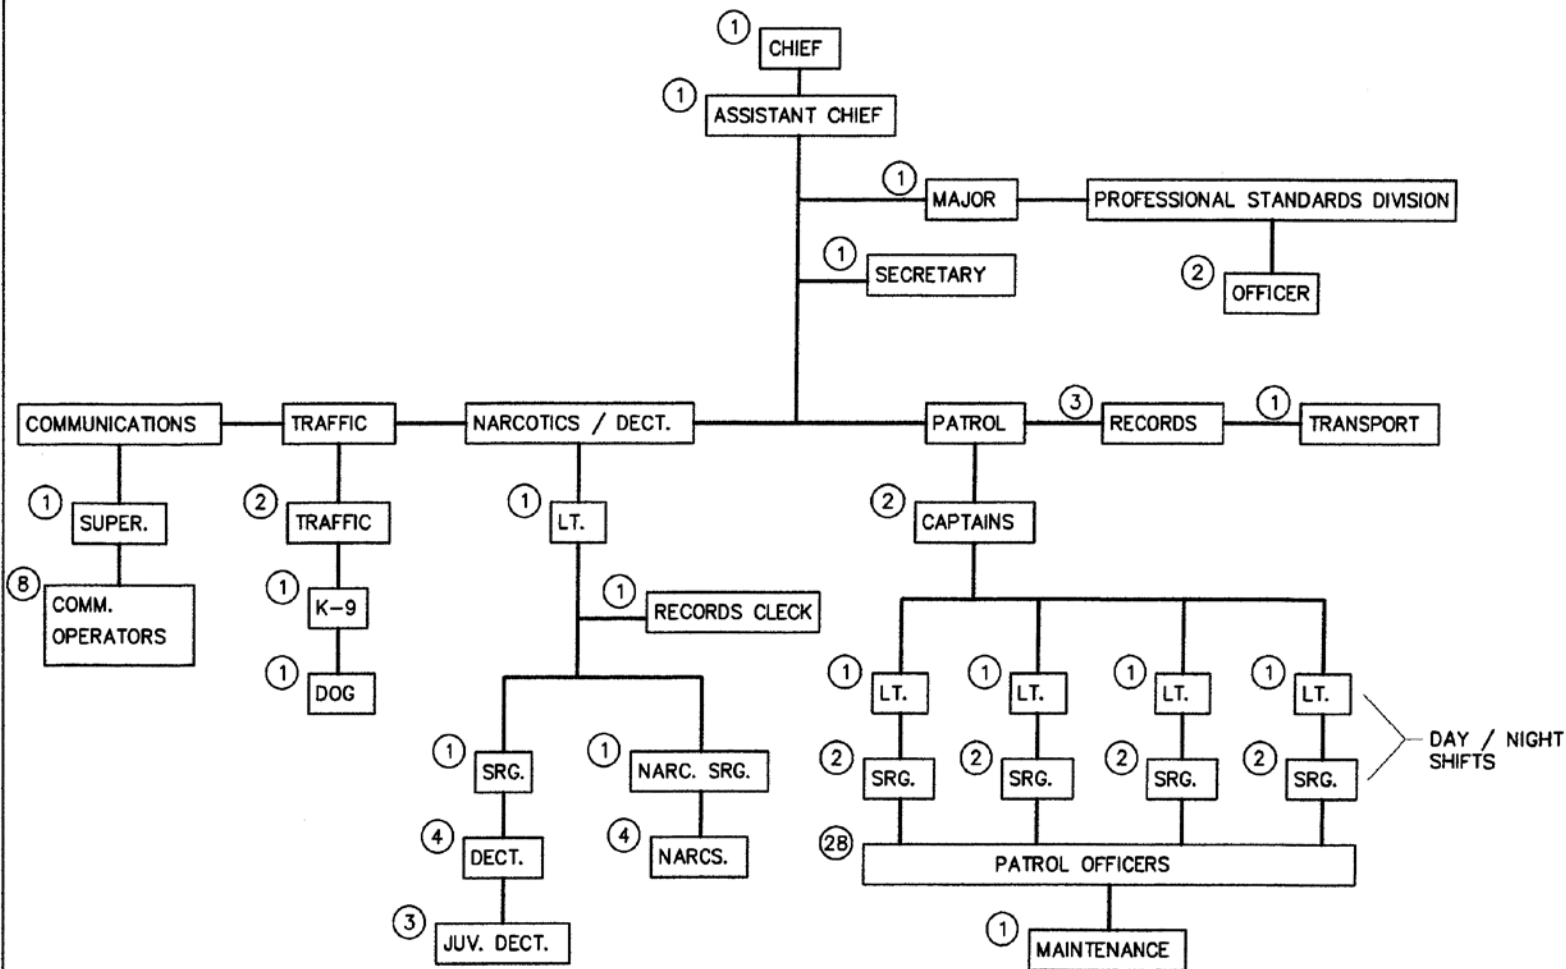 1
CHIEF
1
ASSISTANT CHIEF
1
MAJOR
PROFESSIONAL STANDARDS DIVISION
1
SECRETARY
2
OFFICER
COMMUNICATIONS
TRAFFIC
NARCOTICS / DECT.
PATROL
3
RECORDS
1
TRANSPORT
1
SUPER.
2
TRAFFIC
1
LT.
2
CAPTAINS
8
COMM.
OPERATORS
1
K-9
1
RECORDS CLECK
1
DOG
1
LT.
1
LT.
1
LT.
1
LT.
DAY / NIGHT
SHIFTS
1
SRG.
1
NARC. SRG.
2
SRG.
2
SRG.
2
SRG.
2
SRG.
4
DECT.
4
NARCS.
28
PATROL OFFICERS
3
JUV. DECT.
1
MAINTENANCE